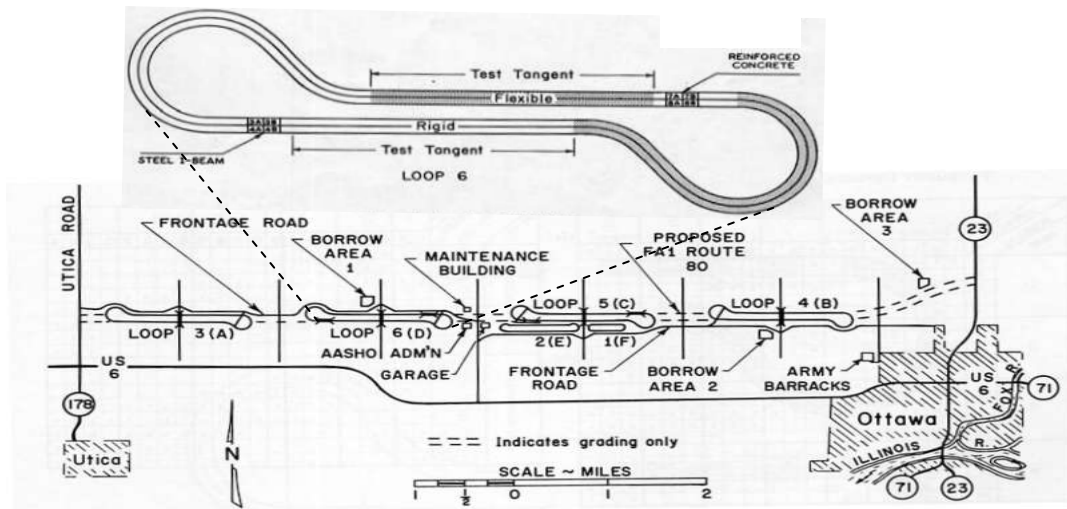 REINFORCED
CONCRETE
Test Tangent
Flexible
Rigid
Test Tangent
STEEL I-BEAM
LOOP 6
UTICA ROAD
FRONTAGE ROAD
BORROW
AREA
1
MAINTENANCE
BUILDING
PROPOSED
FA1 ROUTE
80
BORROW
AREA
3
23
LOOP 3(A)
LOOP 6(D)
LOOP 5(C)
2(E) 1(F)
LOOP 4(B)
AASHO ADM'N
GARAGE
FRONTAGE
ROAD
BORROW
AREA 2
ARMY
BARRACKS
US
6
US
6
178
Utica
N
Indicates grading only
SCALE ~ MILES
1 1/2 0 1 2
Ottawa
FOX R.
71
ILLINOIS R.
71
23